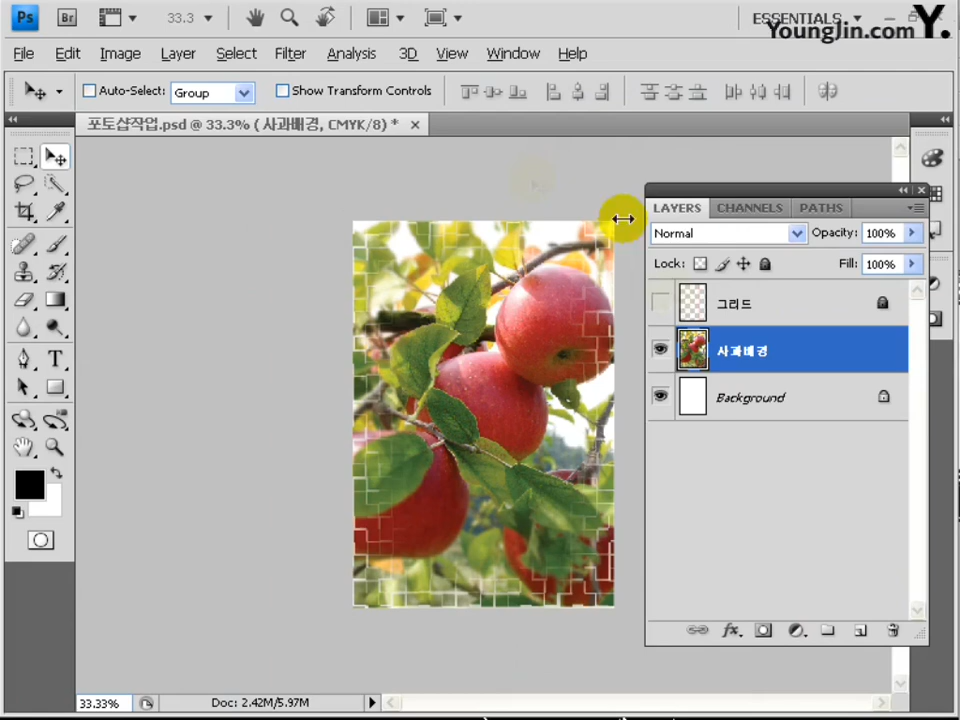 Ps Br 33.3 ESSENTIALS
YoungJin.com Y.
File Edit Image Layer Select Filter Analysis 3D View Window Help
Auto-Select: Group Show Transform Controls
포토샵작업.psd @ 33.3% ( 사과배경, CMYK/8) *
LAYERS CHANNELS PATHS
Normal Opacity: 100%
Lock: Fill: 100%
그리드
사과배경
Background
T
fx
33.33% Doc: 2.42M/5.97M